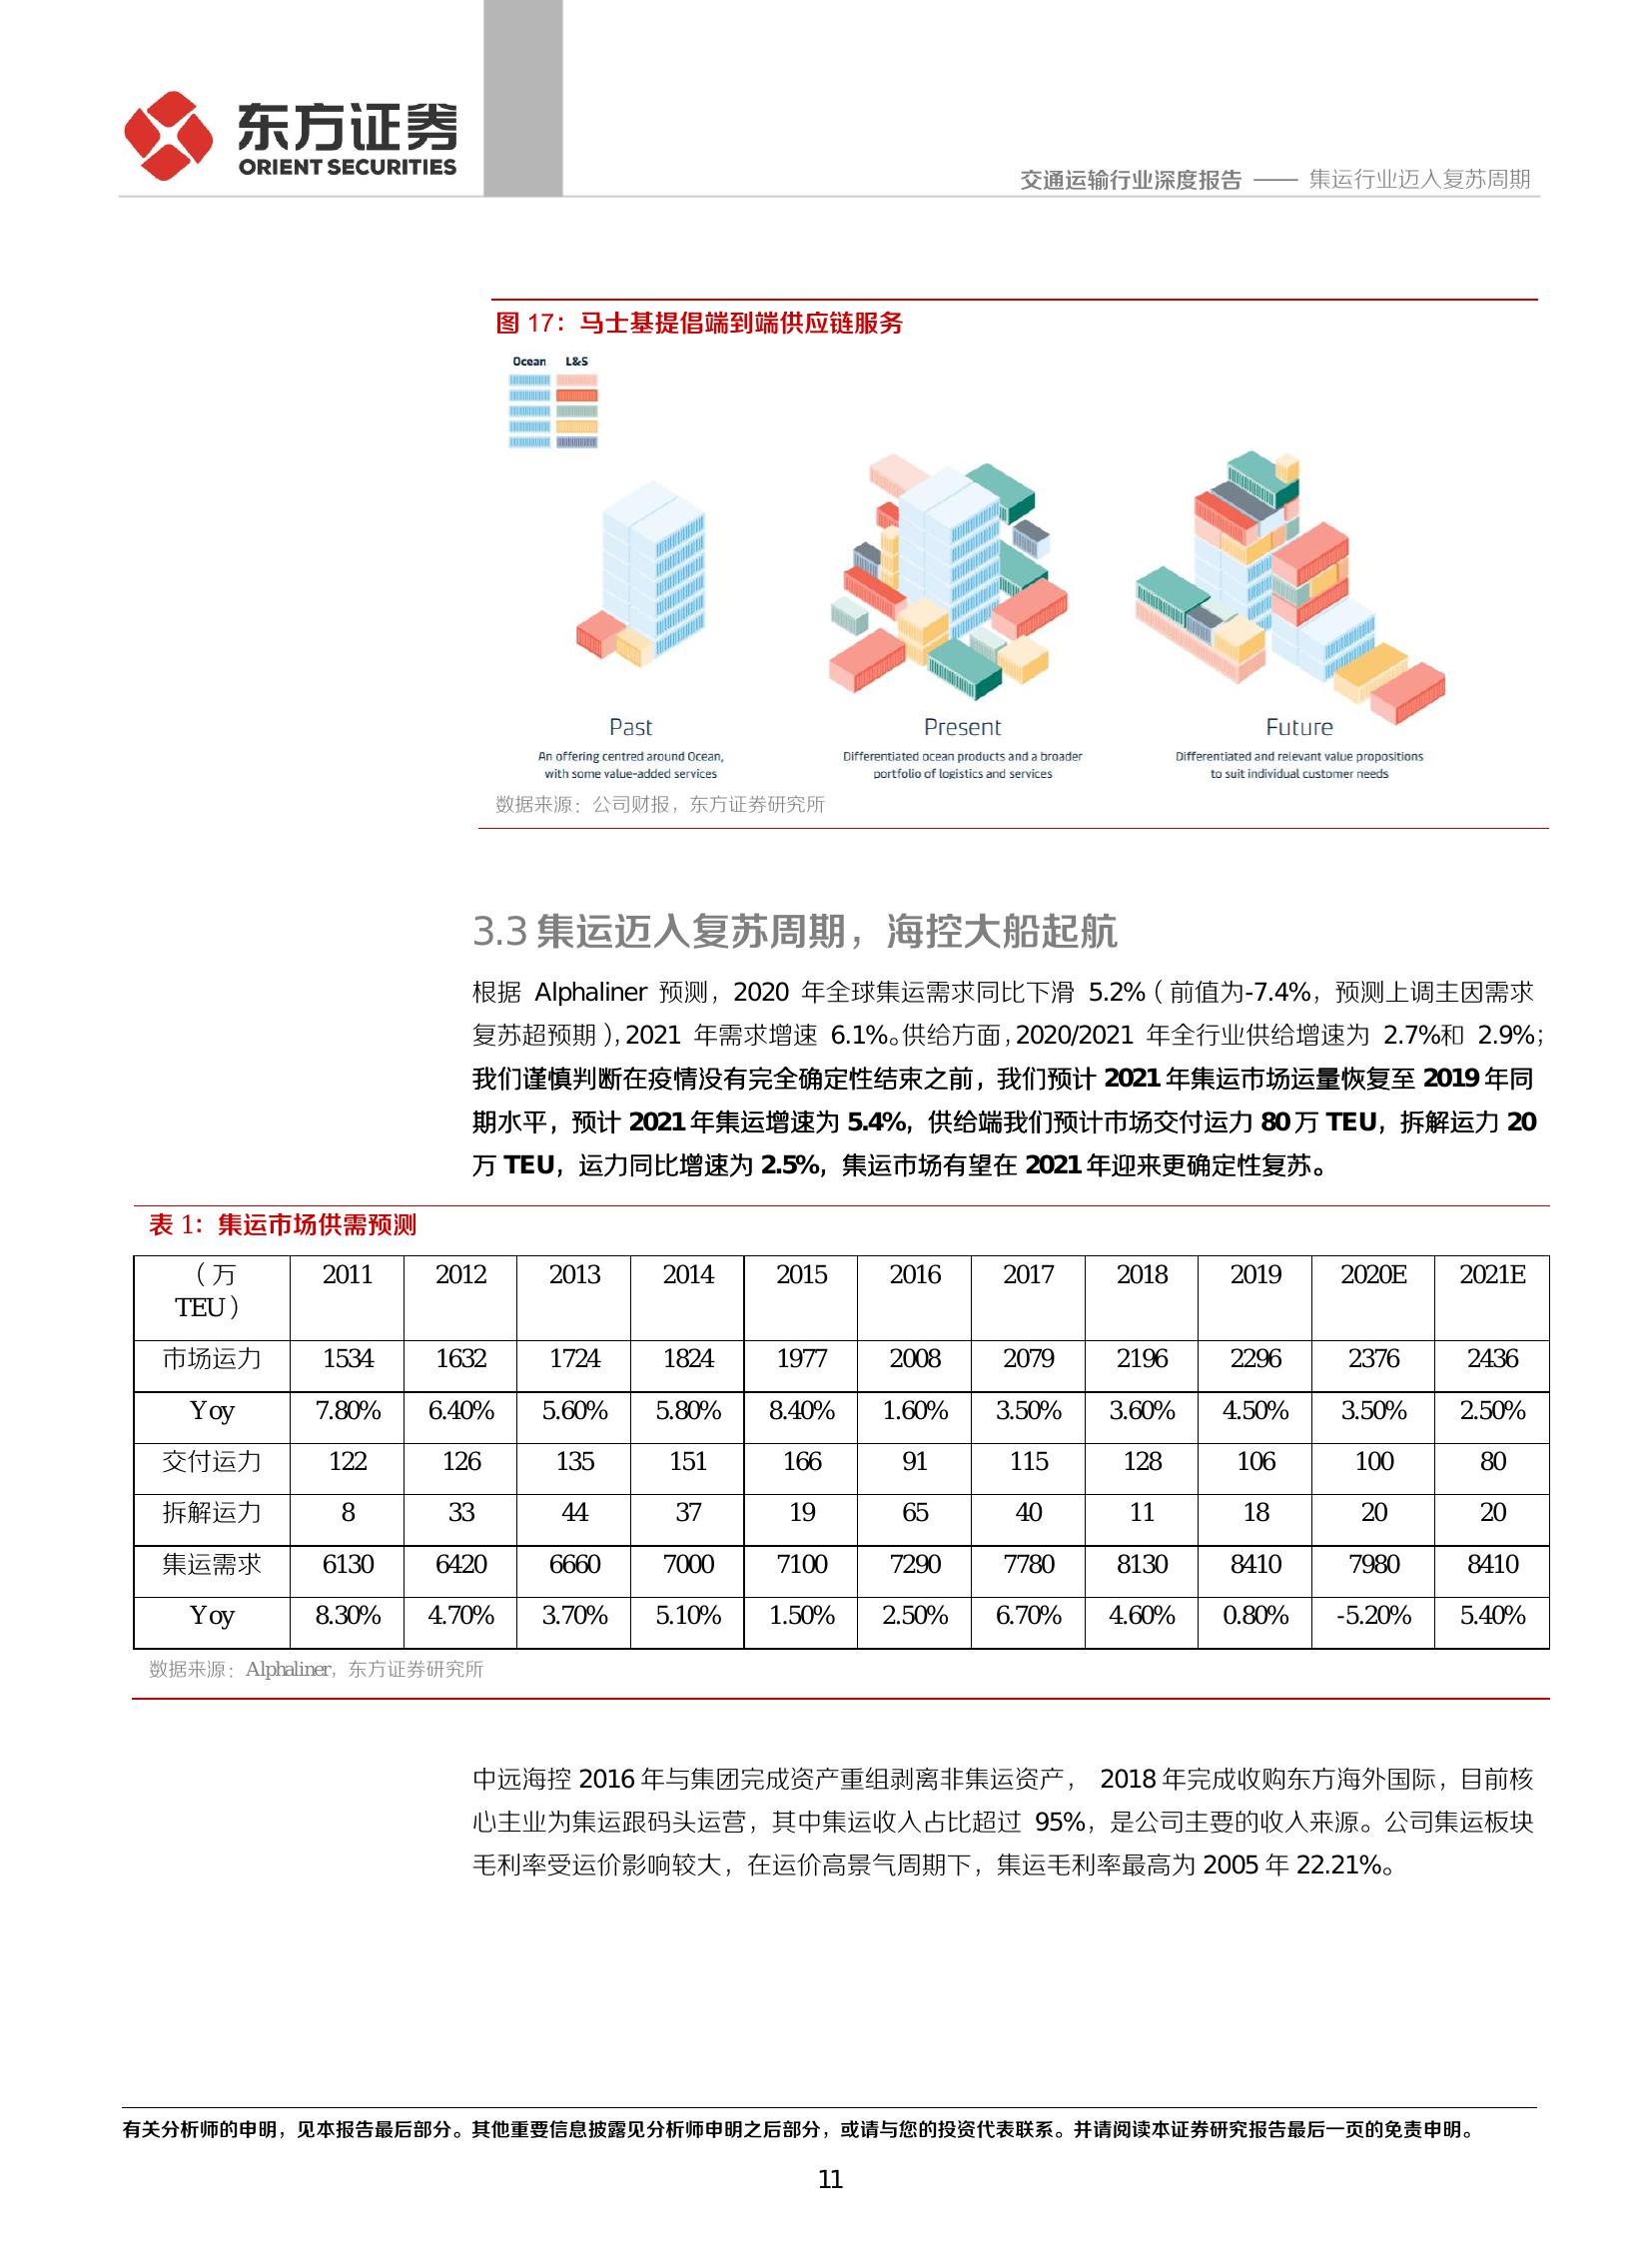 东方证券
ORIENT SECURITIES
交通运输行业深度报告 —— 集运行业迈入复苏周期
图 17：马士基提倡端到端供应链服务
Ocean L&S
Past Present Future
An offering centred around Ocean, Differentiated ocean products and a broader Differentiated and relevant value propositions
with some value-added services portfolio of logistics and services to suit individual customer needs
数据来源：公司财报，东方证券研究所
3.3 集运迈入复苏周期，海控大船起航
根据 Alphaliner 预测，2020 年全球集运需求同比下滑 5.2%（前值为-7.4%，预测上调主因需求
复苏超预期），2021 年需求增速 6.1%。供给方面，2020/2021 年全行业供给增速为 2.7%和 2.9%；
我们谨慎判断在疫情没有完全确定性结束之前，我们预计 2021 年集运市场运量恢复至 2019 年同
期水平，预计 2021 年集运增速为 5.4%，供给端我们预计市场交付运力 80 万 TEU，拆解运力 20
万 TEU，运力同比增速为 2.5%，集运市场有望在 2021 年迎来更确定性复苏。
表 1：集运市场供需预测
（万 2011 2012 2013 2014 2015 2016 2017 2018 2019 2020E 2021E
TEU）
市场运力 1534 1632 1724 1824 1977 2008 2079 2196 2296 2376 2436
Yoy 7.80% 6.40% 5.60% 5.80% 8.40% 1.60% 3.50% 3.60% 4.50% 3.50% 2.50%
交付运力 122 126 135 151 166 91 115 128 106 100 80
拆解运力 8 33 44 37 19 65 40 11 18 20 20
集运需求 6130 6420 6660 7000 7100 7290 7780 8130 8410 7980 8410
Yoy 8.30% 4.70% 3.70% 5.10% 1.50% 2.50% 6.70% 4.60% 0.80% -5.20% 5.40%
数据来源：Alphaliner，东方证券研究所
中远海控 2016 年与集团完成资产重组剥离非集运资产， 2018 年完成收购东方海外国际，目前核
心主业为集运跟码头运营，其中集运收入占比超过 95%，是公司主要的收入来源。公司集运板块
毛利率受运价影响较大，在运价高景气周期下，集运毛利率最高为 2005 年 22.21%。
有关分析师的申明，见本报告最后部分。其他重要信息披露见分析师申明之后部分，或请与您的投资代表联系。并请阅读本证券研究报告最后一页的免责申明。
11